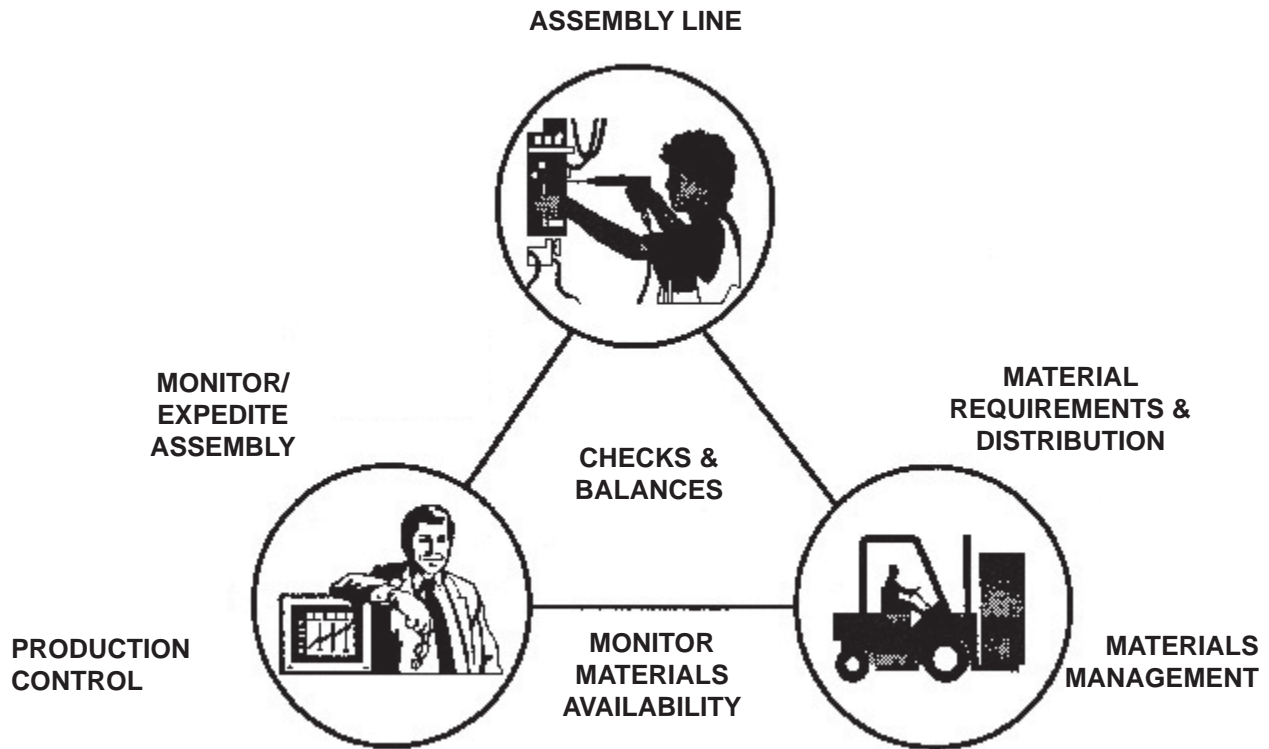 ASSEMBLY LINE
MONITOR/
EXPEDITE
ASSEMBLY
MATERIAL
REQUIREMENTS &
DISTRIBUTION
CHECKS &
BALANCES
PRODUCTION
CONTROL
MONITOR
MATERIALS
AVAILABILITY
MATERIALS
MANAGEMENT